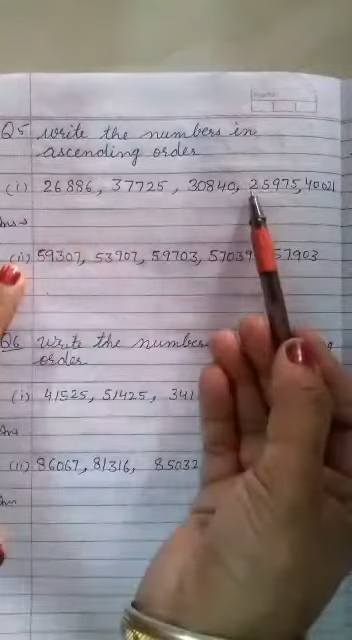 Q5 write the numbers in
ascending order
(i) 26886, 37725, 30840, 25975, 40021
Ans→
(ii) 59307, 53907, 59703, 57039 57903
Q6 write the
order
(i) 41525, 51425, 341
Ans
(ii) 86067, 81316, 85032
Ans